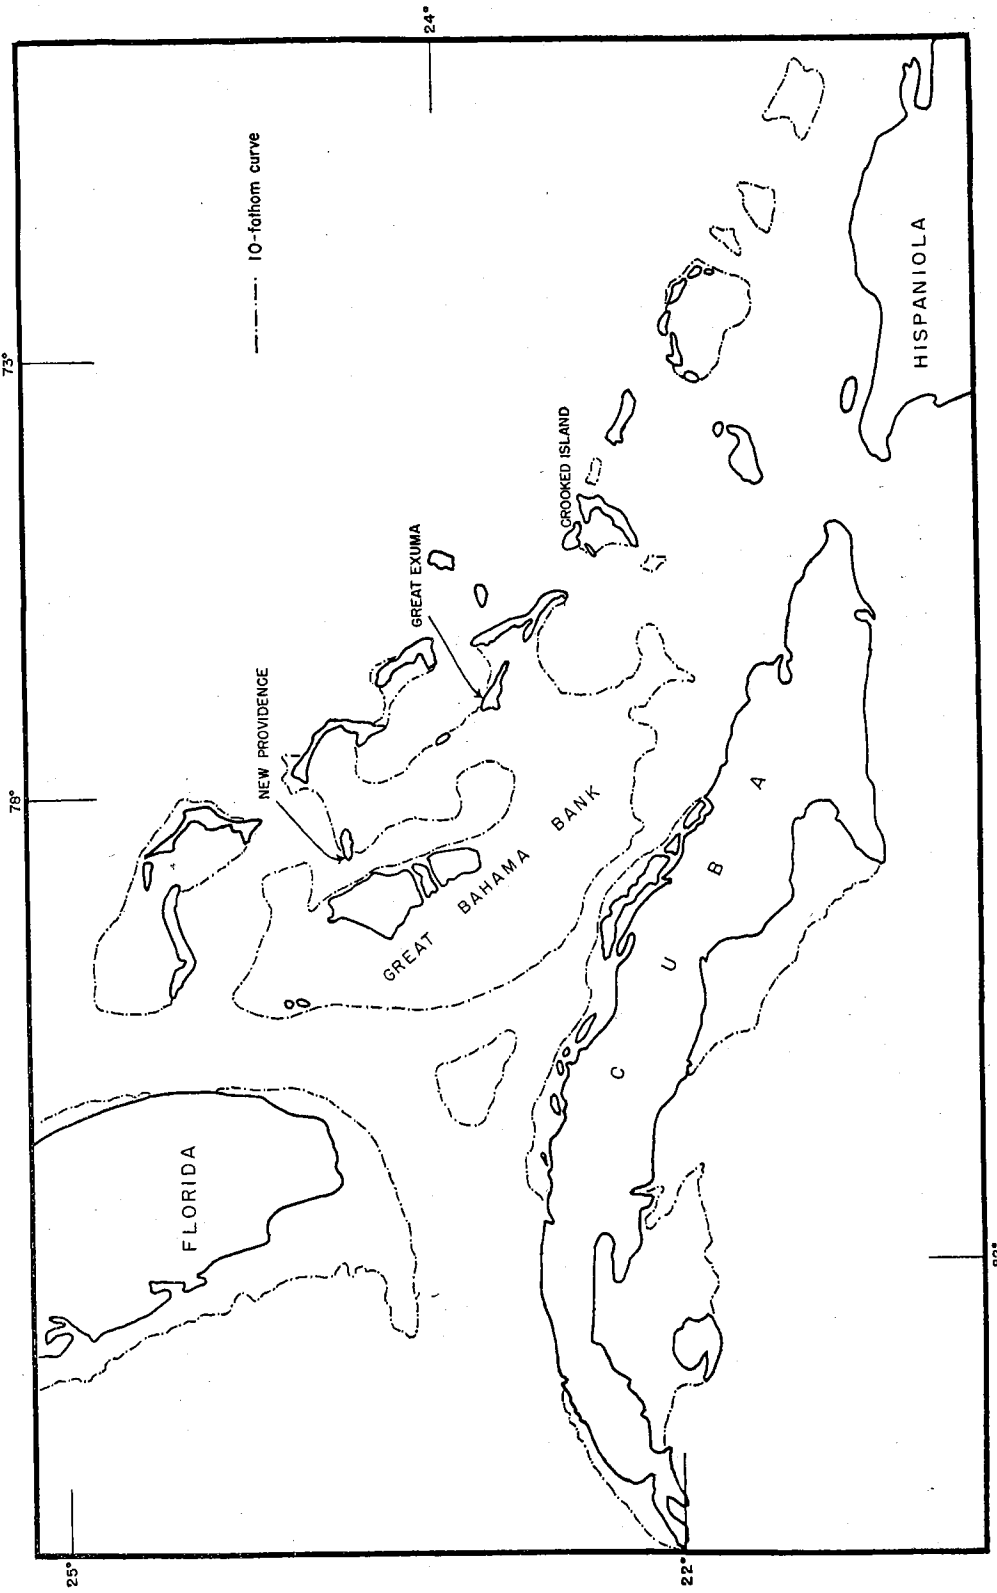 24°
10-fathom curve
73°
HISPANIOLA
CROOKED ISLAND
GREAT EXUMA
NEW PROVIDENCE
78°
GREAT BAHAMA BANK
CUBA
FLORIDA
25°
22°